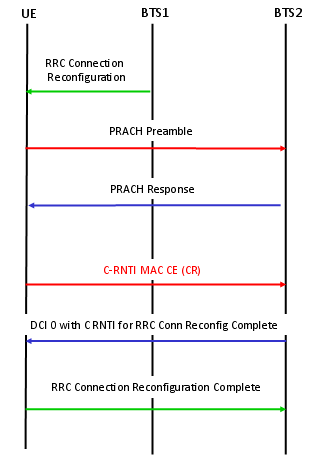 UE
BTS1
BTS2
RRC Connection
Reconfiguration
PRACH Preamble
PRACH Response
C-RNTI MAC CE (CR)
DCI 0 with C RNTI for RRC Conn Reconfig Complete
RRC Connection Reconfiguration Complete